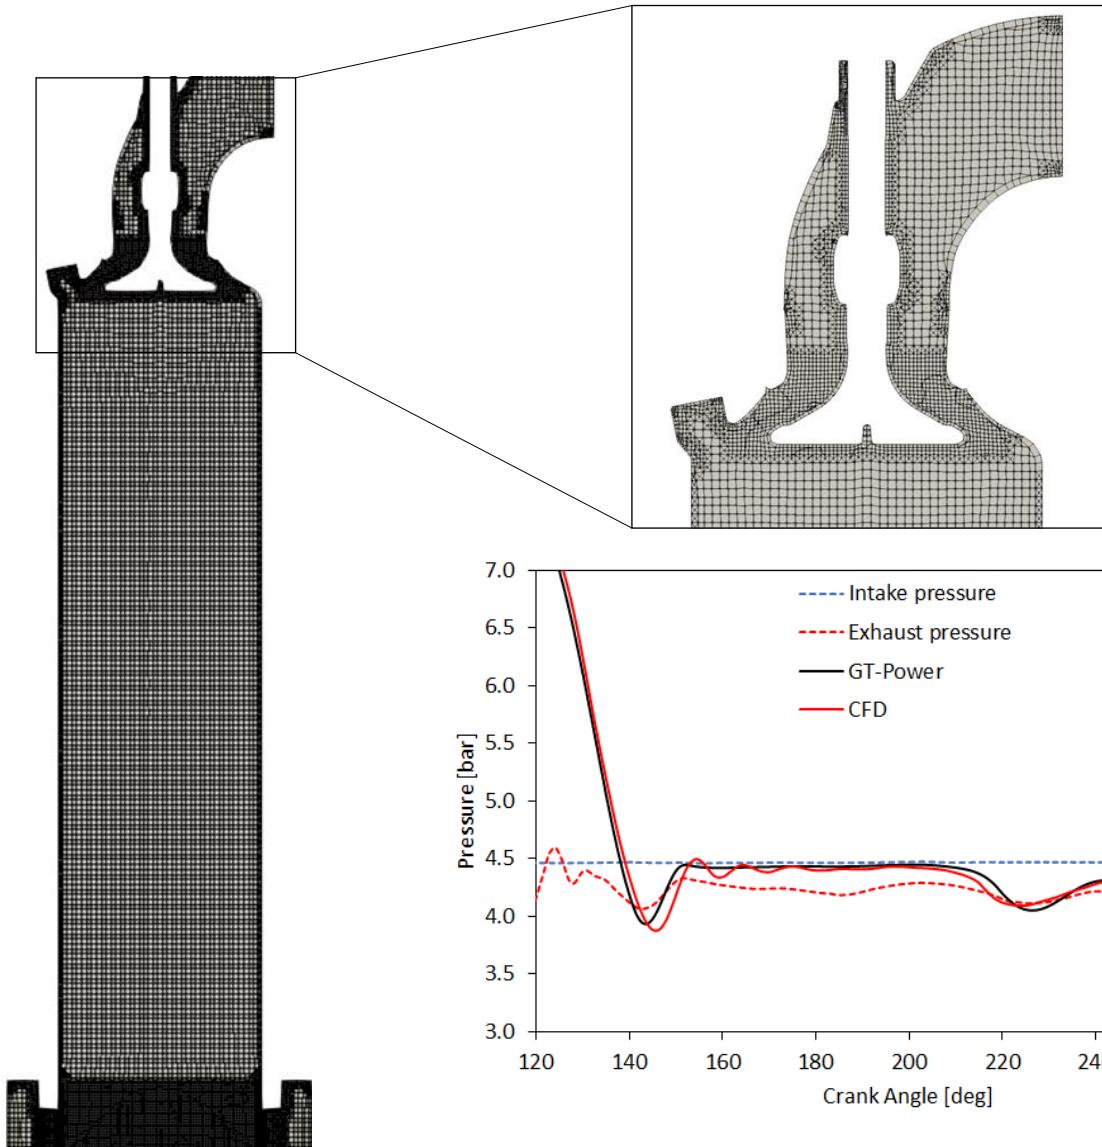 7.0
6.5
6.0
5.5
5.0
4.5
4.0
3.5
3.0
Pressure [bar]
Intake pressure
Exhaust pressure
GT-Power
CFD
120 140 160 180 200 220 24
Crank Angle [deg]